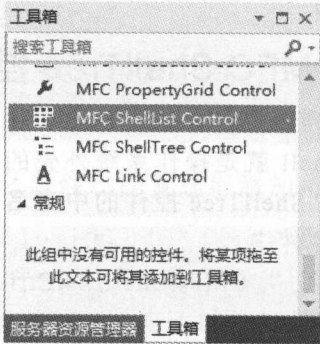 工具箱
搜索工具箱
MFC PropertyGrid Control
MFC ShellList Control
MFC ShellTree Control
MFC Link Control
常规
此组中没有可用的控件。将某项拖至
此文本可将其添加到工具箱。
服务器资源管理器 工具箱